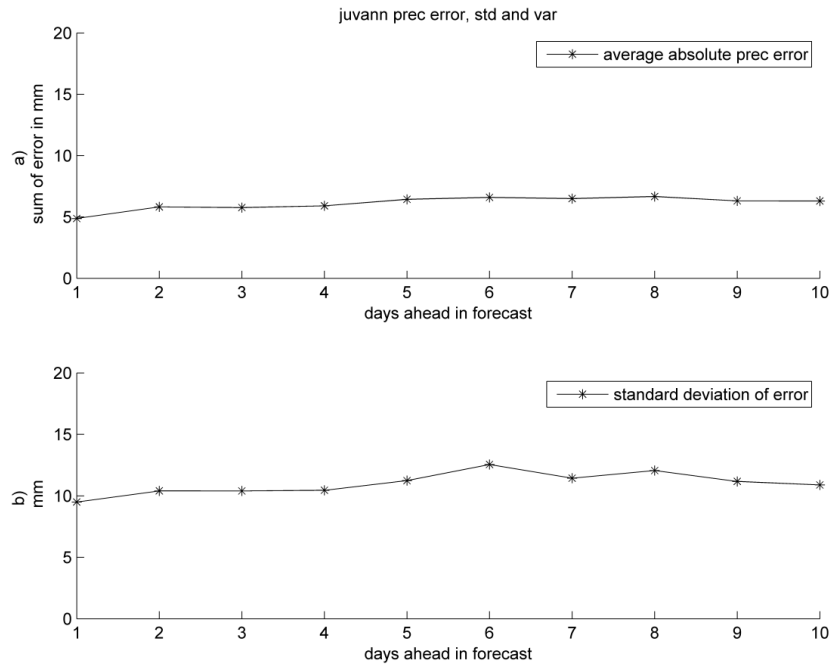 juvann prec error, std and var
average absolute prec error
a)
sum of error in mm
20
15
10
5
0
1 2 3 4 5 6 7 8 9 10
days ahead in forecast
standard deviation of error
b)
mm
20
15
10
5
0
1 2 3 4 5 6 7 8 9 10
days ahead in forecast